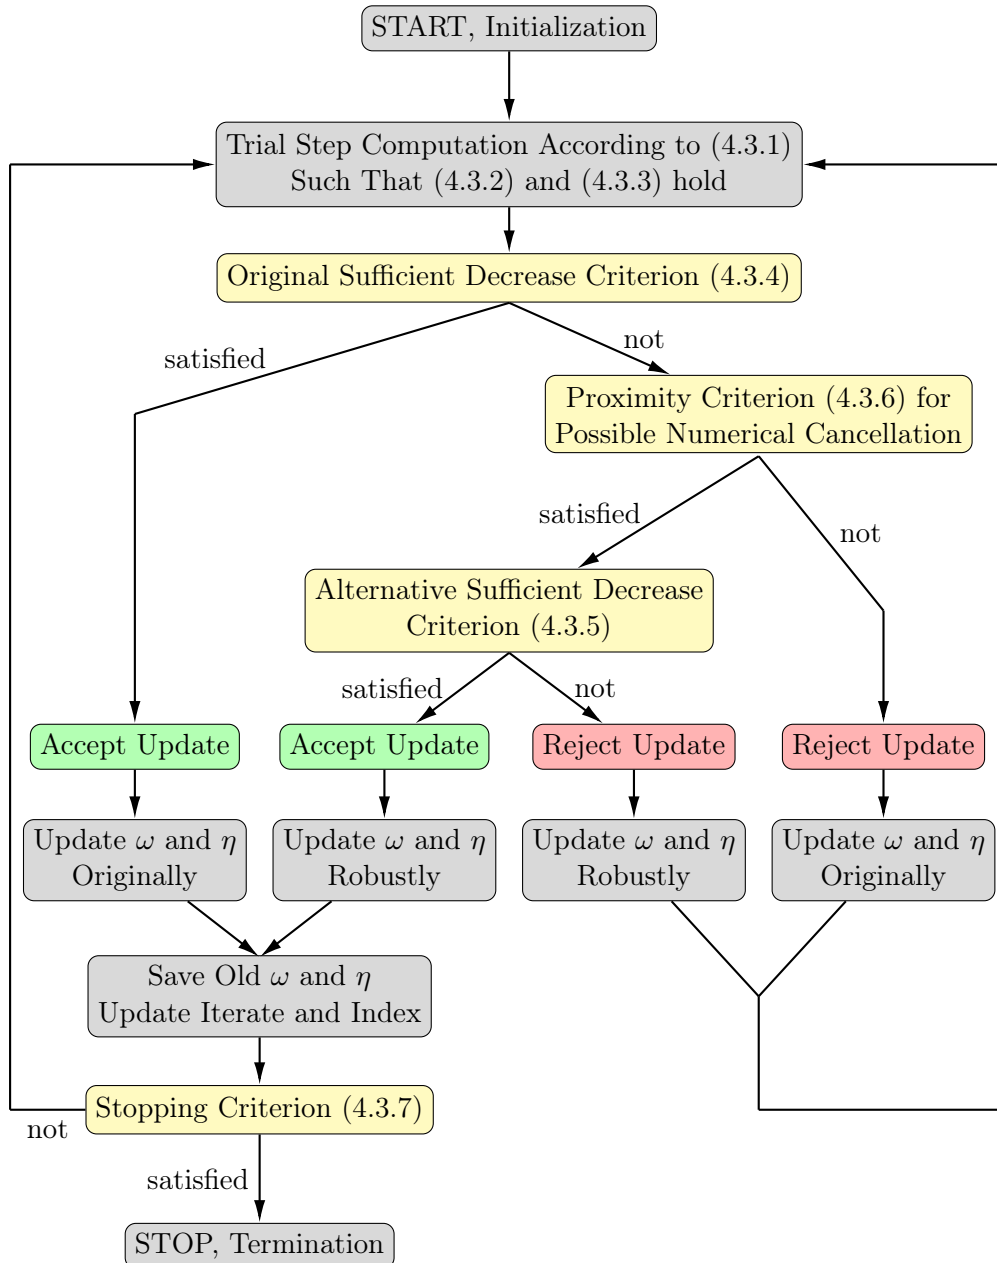 START, Initialization
Trial Step Computation According to (4.3.1)
Such That (4.3.2) and (4.3.3) hold
Original Sufficient Decrease Criterion (4.3.4)
satisfied
not
Proximity Criterion (4.3.6) for
Possible Numerical Cancellation
satisfied
not
Alternative Sufficient Decrease
Criterion (4.3.5)
satisfied
not
Accept Update
Accept Update
Reject Update
Reject Update
Update ω and η
Originally
Update ω and η
Robustly
Update ω and η
Robustly
Update ω and η
Originally
Save Old ω and η
Update Iterate and Index
Stopping Criterion (4.3.7)
not
satisfied
STOP, Termination